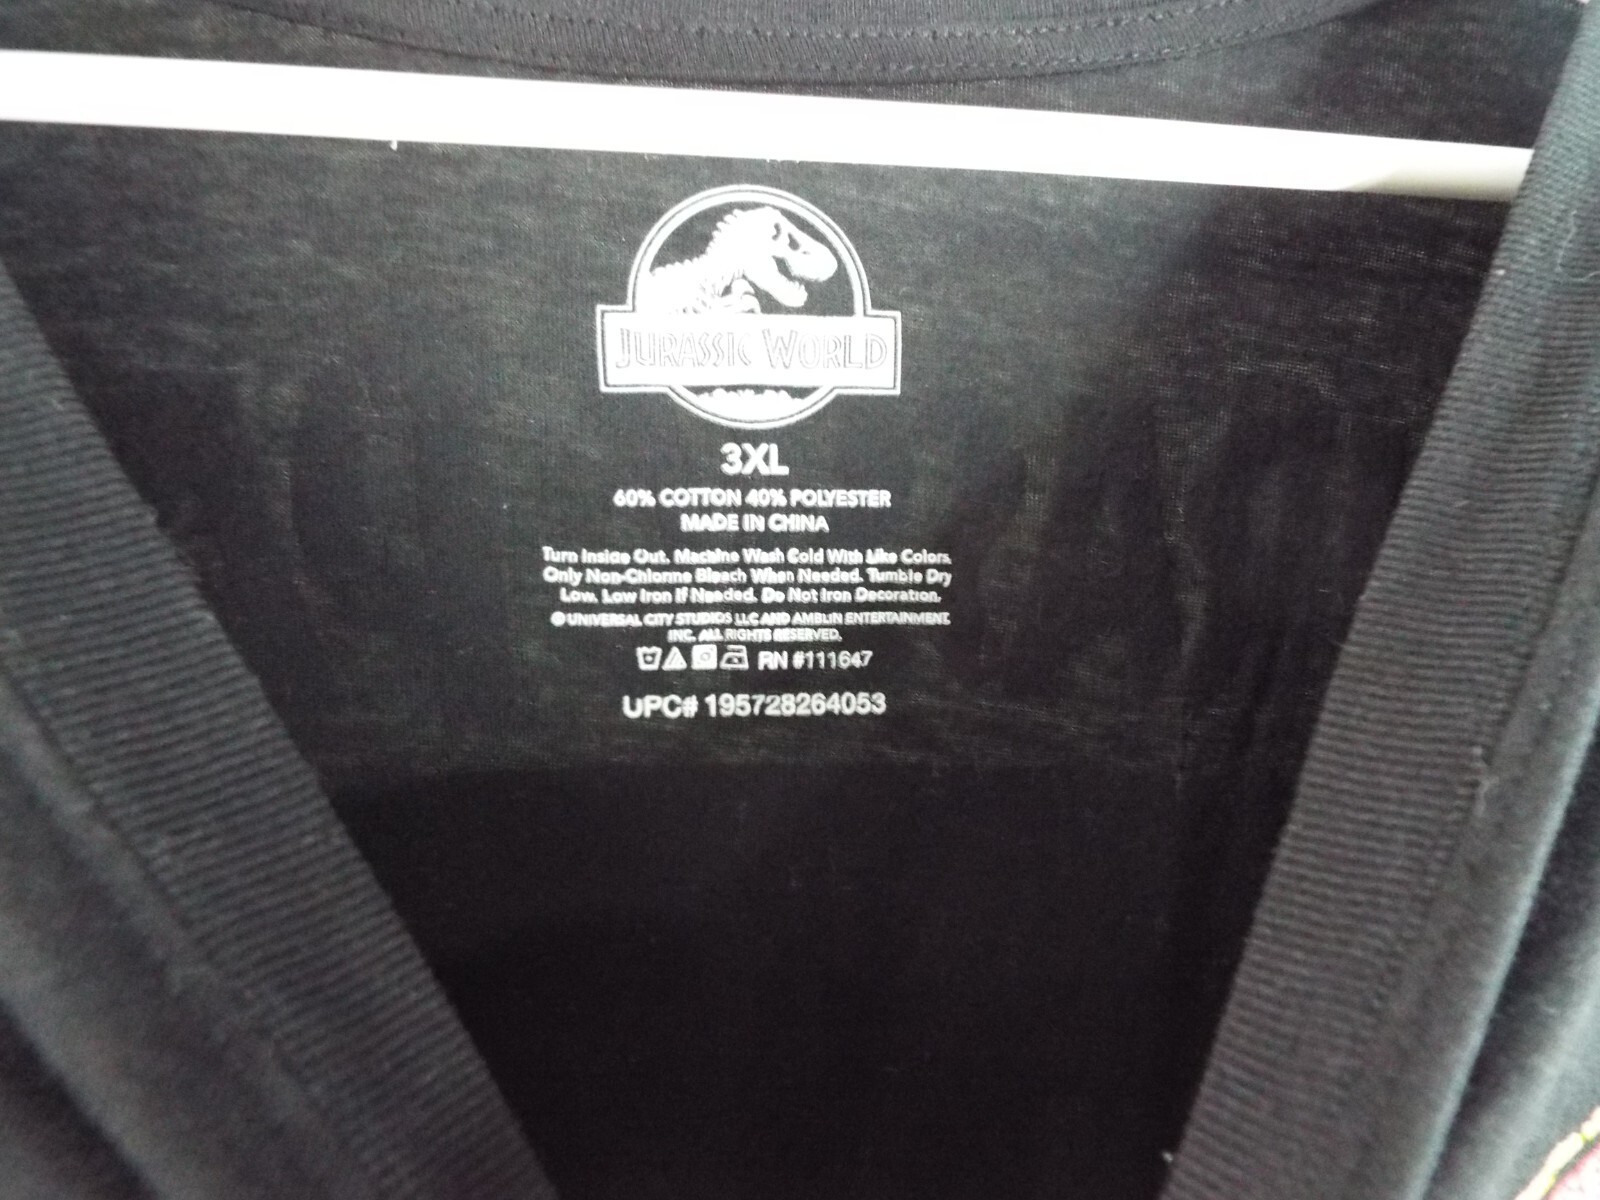 JURASSIC WORLD
3XL
60% COTTON 40% POLYESTER
MADE IN CHINA
Turn Inside Out. Machine Wash Cold With Like Colors.
Only Non-Chlorine Bleach When Needed. Tumble Dry
Low. Low Iron If Needed. Do Not Iron Decoration.
© UNIVERSAL CITY STUDIOS LLC AND AMBLIN ENTERTAINMENT,
INC. ALL RIGHTS RESERVED.
RN #111647
UPC# 195728264053